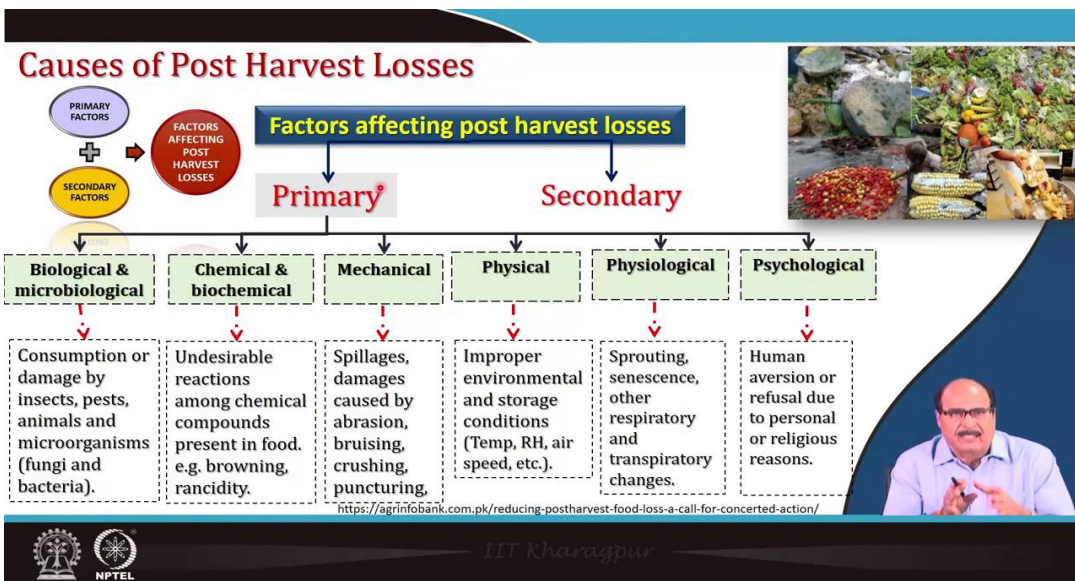 Causes of Post Harvest Losses
PRIMARY
FACTORS
SECONDARY
FACTORS
FACTORS
AFFECTING
POST
HARVEST
LOSSES
Factors affecting post harvest losses
Primary
Secondary
Biological &
microbiological
Chemical &
biochemical
Mechanical
Physical
Physiological
Psychological
Consumption or
damage by
insects, pests,
animals and
microorganisms
(fungi and
bacteria).
Undesirable
reactions
among chemical
compounds
present in food.
e.g. browning,
rancidity.
Spillages,
damages
caused by
abrasion,
bruising,
crushing,
puncturing,
Improper
environmental
and storage
conditions
(Temp, RH, air
speed, etc.).
Sprouting,
senescence,
other
respiratory
and
transpiratory
changes.
Human
aversion or
refusal due
to personal
or religious
reasons.
https://agrinfobank.com.pk/reducing-postharvest-food-loss-a-call-for-concerted-action/
IIT Kharagpur
NPTEL